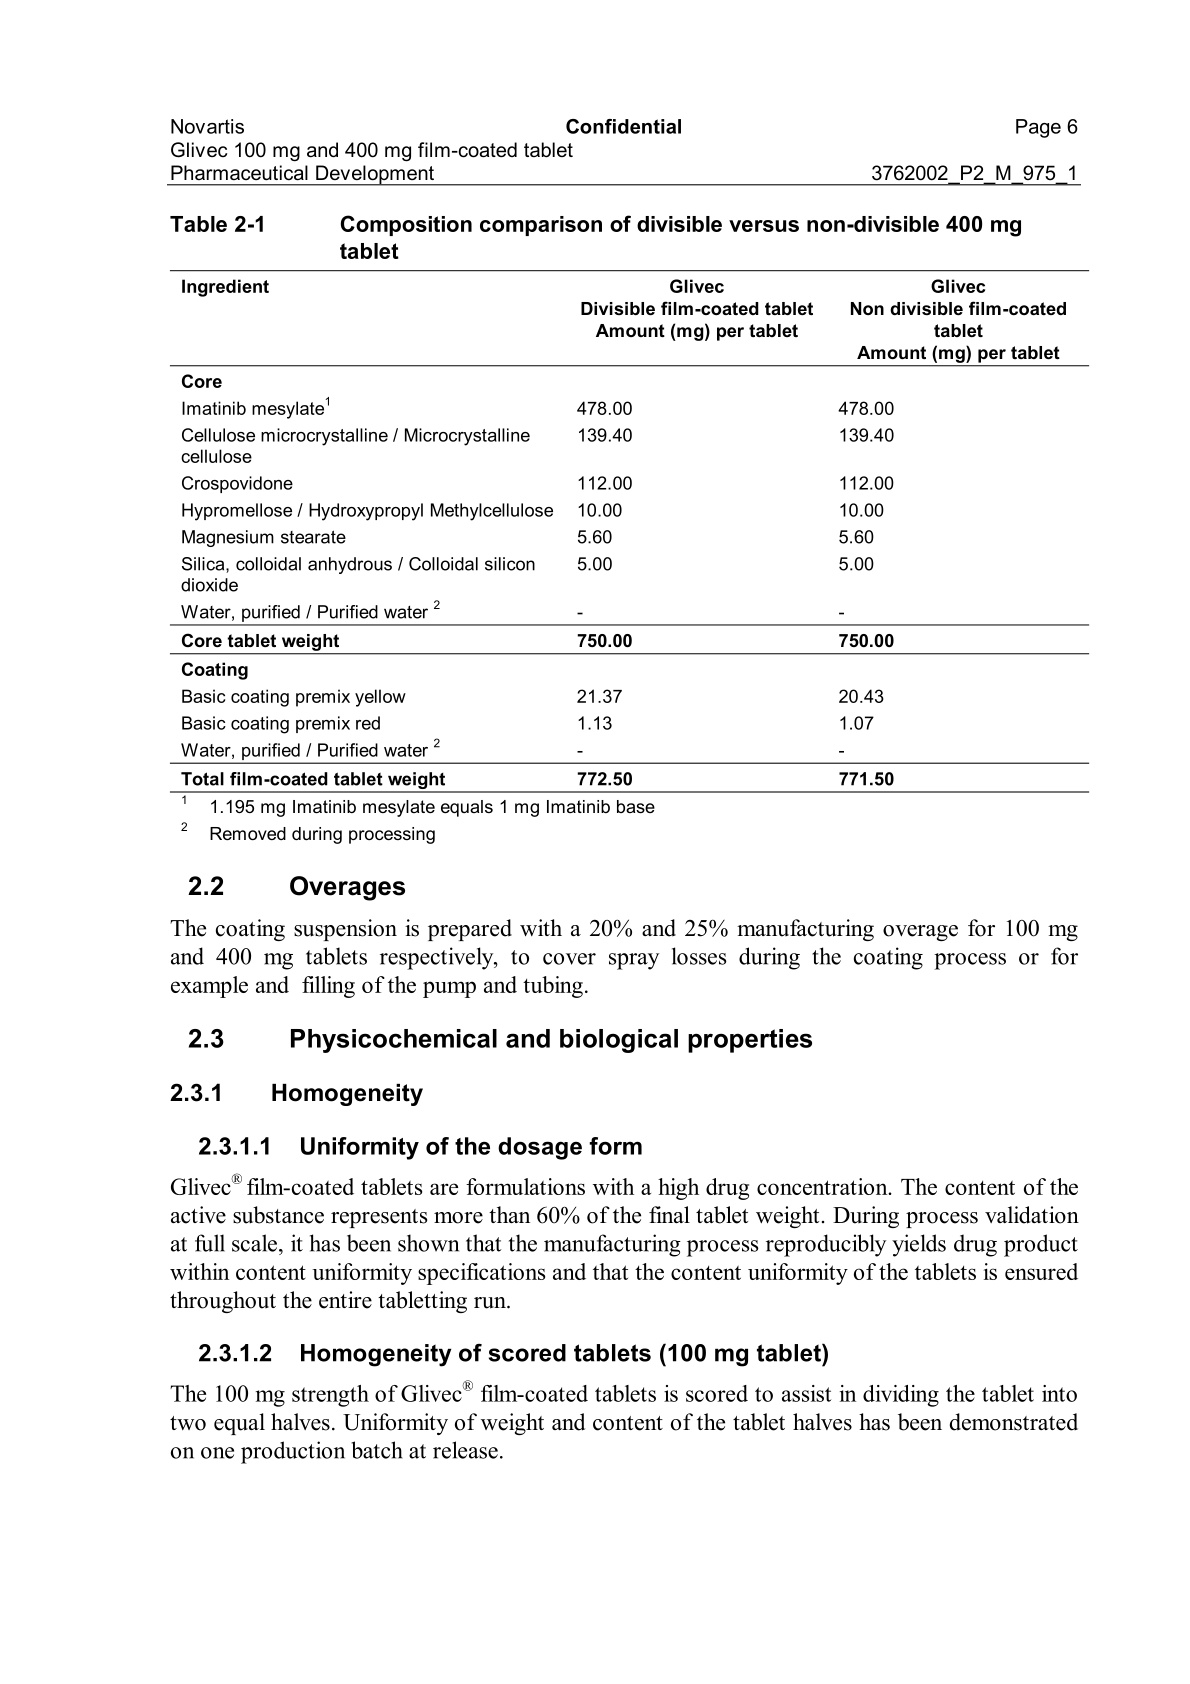 Novartis Confidential Page 6
Glivec 100 mg and 400 mg film-coated tablet
Pharmaceutical Development 3762002_P2_M_975_1
Table 2-1 Composition comparison of divisible versus non-divisible 400 mg
tablet
Ingredient Glivec Glivec
Divisible film-coated tablet Non divisible film-coated
Amount (mg) per tablet tablet
Amount (mg) per tablet
Core
Imatinib mesylate1 478.00 478.00
Cellulose microcrystalline / Microcrystalline 139.40 139.40
cellulose
Crospovidone 112.00 112.00
Hypromellose / Hydroxypropyl Methylcellulose 10.00 10.00
Magnesium stearate 5.60 5.60
Silica, colloidal anhydrous / Colloidal silicon 5.00 5.00
dioxide
Water, purified / Purified water 2 - -
Core tablet weight 750.00 750.00
Coating
Basic coating premix yellow 21.37 20.43
Basic coating premix red 1.13 1.07
Water, purified / Purified water 2 - -
Total film-coated tablet weight 772.50 771.50
1 1.195 mg Imatinib mesylate equals 1 mg Imatinib base
2 Removed during processing
2.2 Overages
The coating suspension is prepared with a 20% and 25% manufacturing overage for 100 mg
and 400 mg tablets respectively, to cover spray losses during the coating process or for
example and filling of the pump and tubing.
2.3 Physicochemical and biological properties
2.3.1 Homogeneity
2.3.1.1 Uniformity of the dosage form
Glivec® film-coated tablets are formulations with a high drug concentration. The content of the
active substance represents more than 60% of the final tablet weight. During process validation
at full scale, it has been shown that the manufacturing process reproducibly yields drug product
within content uniformity specifications and that the content uniformity of the tablets is ensured
throughout the entire tabletting run.
2.3.1.2 Homogeneity of scored tablets (100 mg tablet)
The 100 mg strength of Glivec® film-coated tablets is scored to assist in dividing the tablet into
two equal halves. Uniformity of weight and content of the tablet halves has been demonstrated
on one production batch at release.